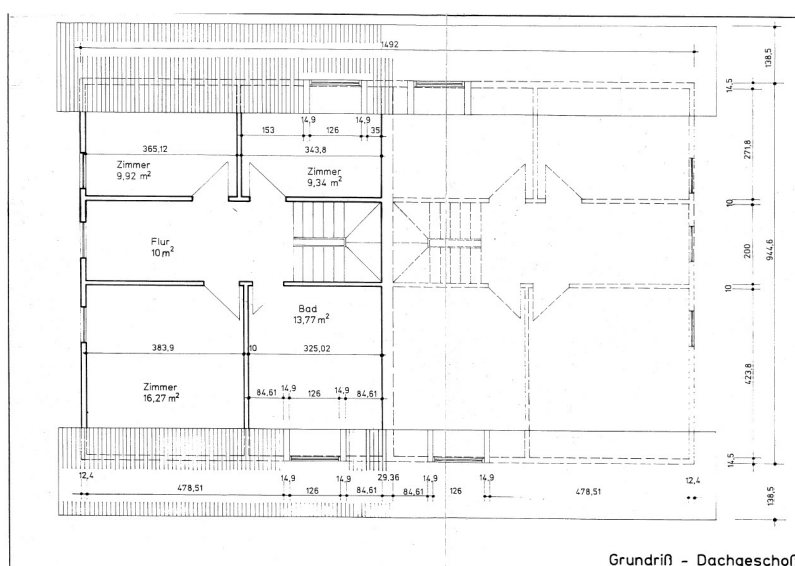 1492
138,5
14,5
14,9 14,9
153 126 35
365,12 343,8
271,8
Zimmer
9,92 m²
Zimmer
9,34 m²
10
Flur
10 m²
200
944,6
10
Bad
13,77 m²
383,9 10 325,02
Zimmer
16,27 m²
14,9 14,9
84,61 126 84,61
423,8
14,5
12,4 14,9 14,9 29,36 14,9 14,9 12,4
478,51 126 84,61 84,61 126 478,51
138,5
Grundriß - Dachgeschoß